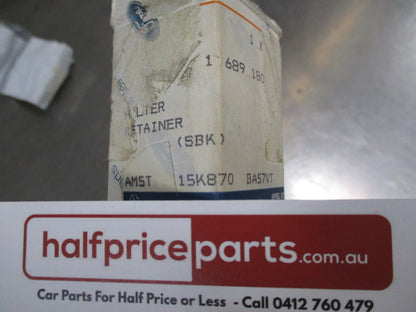 1 X
1 689 180
ETAINER
(SBK)
AMST 15K870 BA57VT
halfpriceparts.com.au
Car Parts For Half Price or Less - Call 0412 760 479